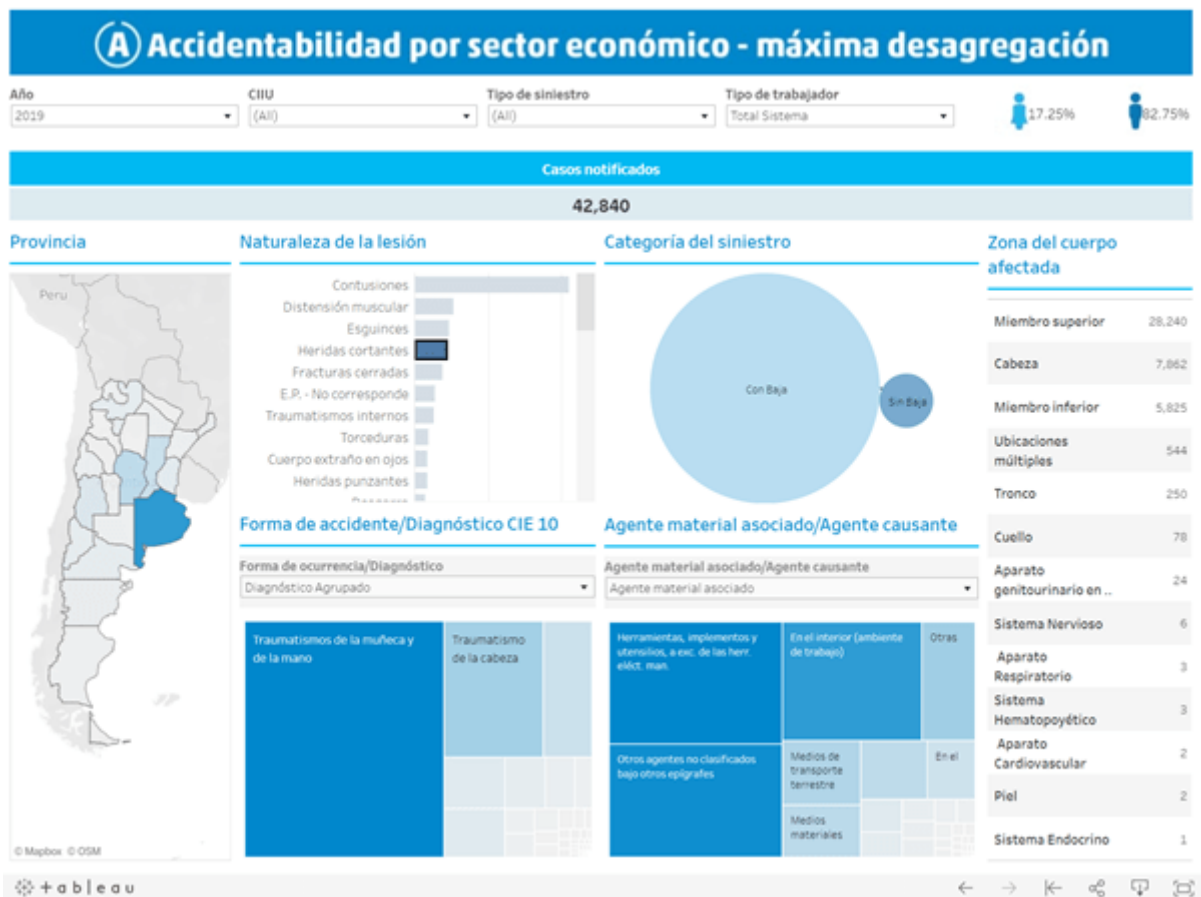 A Accidentabilidad por sector económico - máxima desagregación
Año
CIIU
Tipo de siniestro
Tipo de trabajador
2019
(All)
(All)
Total Sistema
17.25%
82.75%
Casos notificados
42,840
Provincia
Peru
© Mapbox © OSM
Naturaleza de la lesión
Contusiones
Distensión muscular
Esguinces
Heridas cortantes
Fracturas cerradas
E.P. - No corresponde
Traumatismos internos
Torceduras
Cuerpo extraño en ojos
Heridas punzantes
Categoría del siniestro
Con Baja
Sin Baja
Forma de accidente/Diagnóstico CIE 10
Forma de ocurrencia/Diagnóstico
Diagnóstico Agrupado
Traumatismos de la muñeca y
de la mano
Traumatismo
de la cabeza
Agente material asociado/Agente causante
Agente material asociado/Agente causante
Agente material asociado
Herramientas, implementos y
utensilios, a exc. de las herr.
eléct. man.
En el interior (ambiente
de trabajo)
Otras
Otros agentes no clasificados
bajo otros epígrafes
Medios de
transporte
terrestre
En el
Medios
materiales
Zona del cuerpo
afectada
Miembro superior 28,240
Cabeza 7,862
Miembro inferior 5,825
Ubicaciones
múltiples 544
Tronco 250
Cuello 78
Aparato
genitourinario en .. 24
Sistema Nervioso 6
Aparato
Respiratorio 3
Sistema
Hematopoyético 3
Aparato
Cardiovascular 2
Piel 2
Sistema Endocrino 1
+ableau